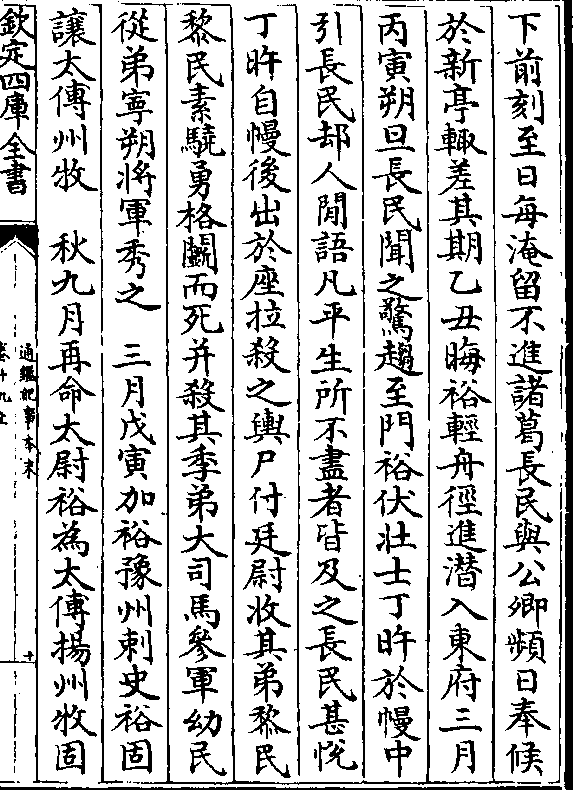 下前刻至日每淹留不進諸葛長民與公卿頻日奉候
於新亭輙差其期乙丑晦裕輕舟徑進潛入東府三月
丙寅朔旦長民聞之驚趨至門裕伏壯士丁旿於幔中
引長民却人閒語凡平生所不盡者皆及之長民甚悅
丁旿自幔後出於座拉殺之輿尸付廷尉收其弟黎民
黎民素驍勇格鬬而死并殺其季弟大司馬參軍幼民
從弟寧朔將軍秀之　三月戊寅加裕豫州刺史裕固
讓太傅州牧　秋九月再命太尉裕為太傅揚州牧固
欽定四庫全書
通鑑紀事本末
卷十九上
十